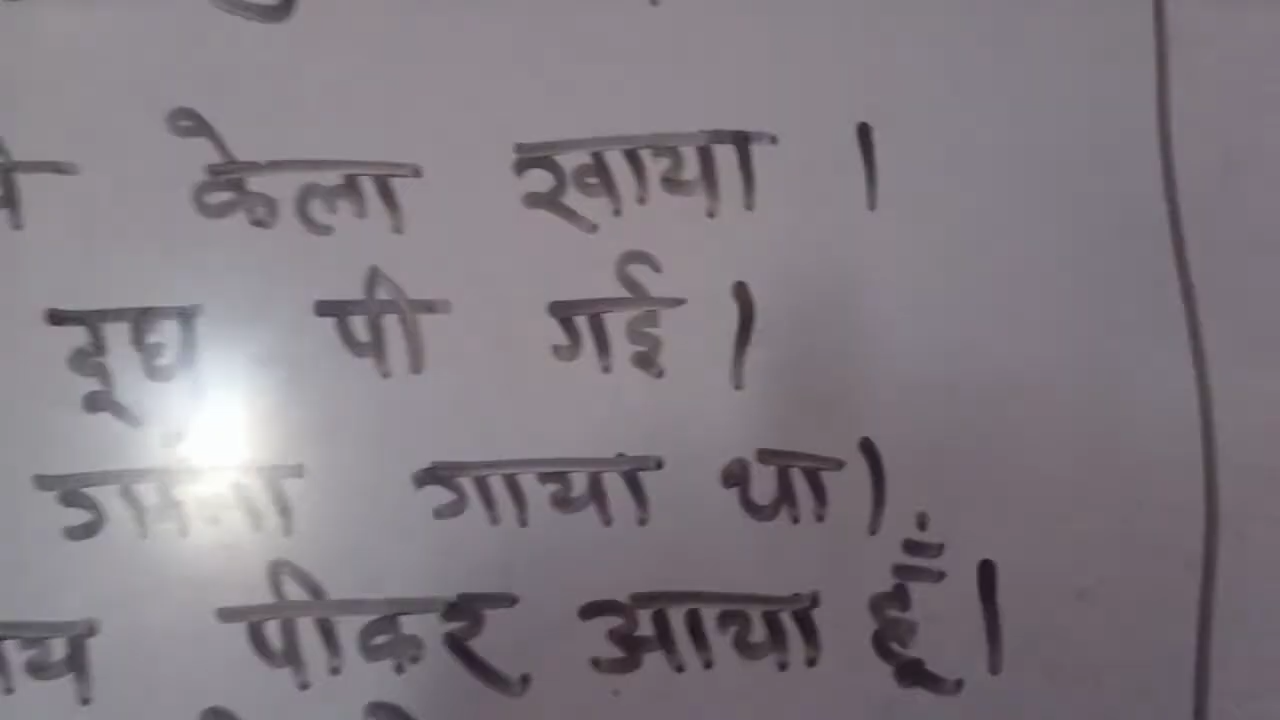 केला खाया ।
दूध पी गई ।
गाना गाया था ।
पीकर आया हूँ ।